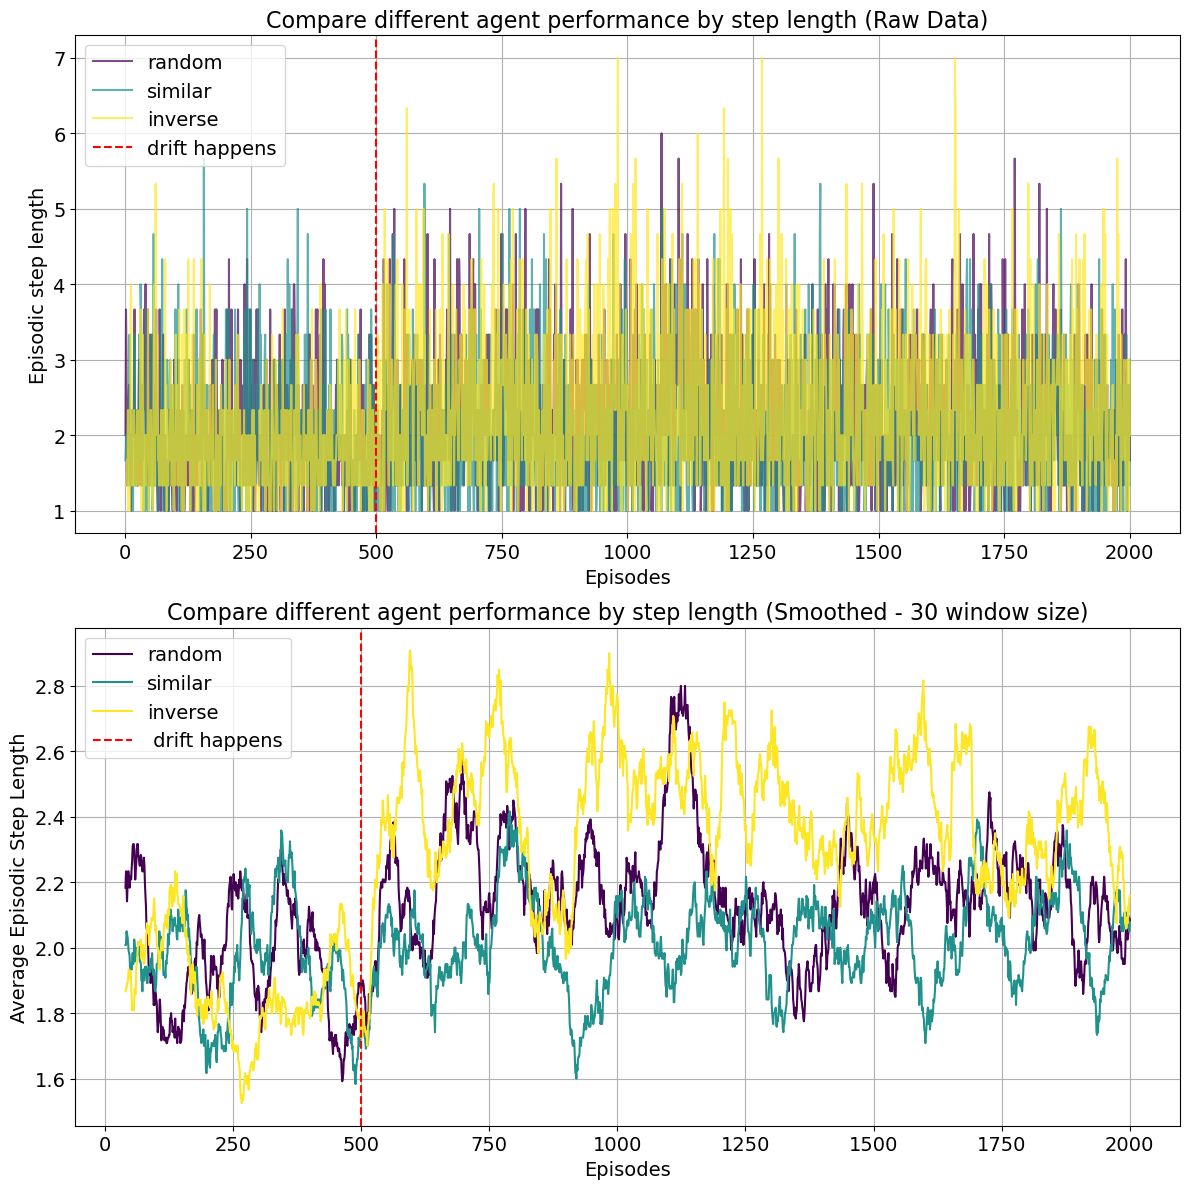 Compare different agent performance by step length (Raw Data)
random
similar
inverse
drift happens
Episodic step length
7
6
5
4
3
2
1
0 250 500 750 1000 1250 1500 1750 2000
Episodes
Compare different agent performance by step length (Smoothed - 30 window size)
random
similar
inverse
drift happens
Average Episodic Step Length
2.8
2.6
2.4
2.2
2.0
1.8
1.6
0 250 500 750 1000 1250 1500 1750 2000
Episodes